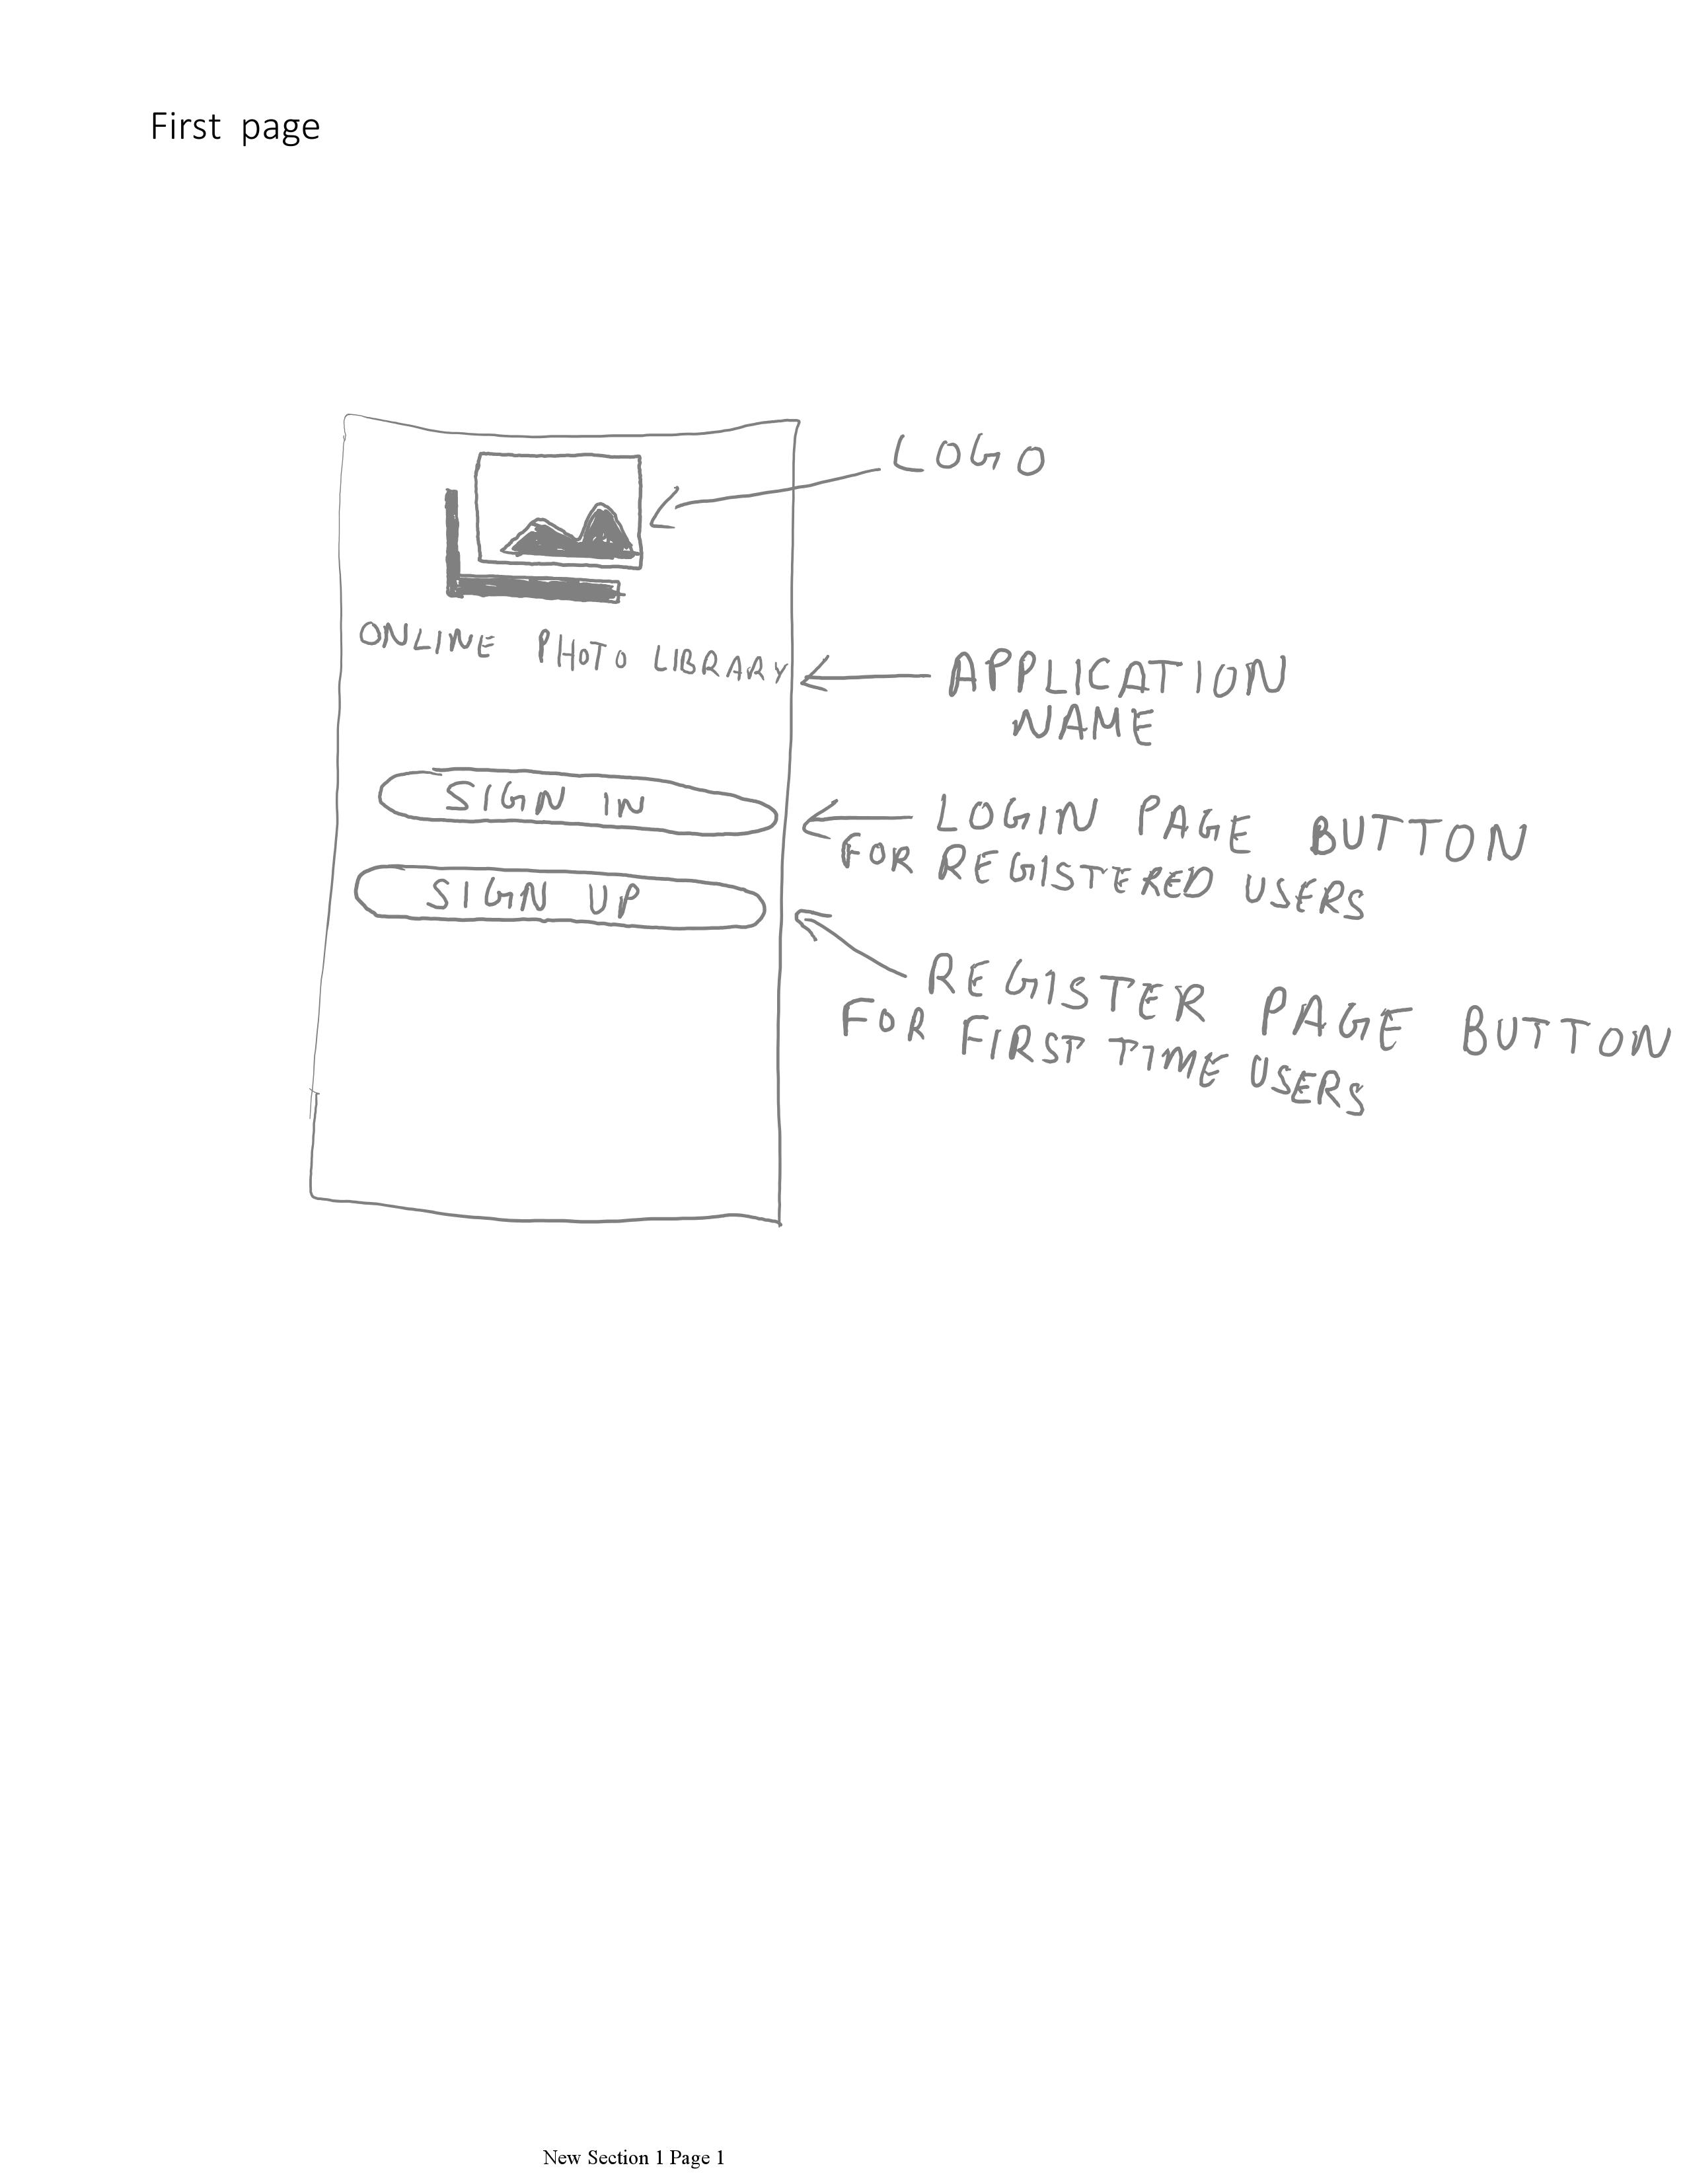 First page
LOGO
ONLINE PHOTO LIBRARY
APPLICATION
NAME
SIGN IN
LOGIN PAGE BUTTON
FOR REGISTERED USERS
SIGN UP
REGISTER PAGE BUTTON
FOR FIRST TIME USERS
New Section 1 Page 1